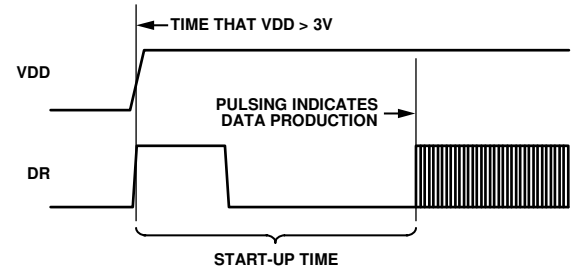 TIME THAT VDD > 3V
VDD
PULSING INDICATES
DATA PRODUCTION
DR
START-UP TIME